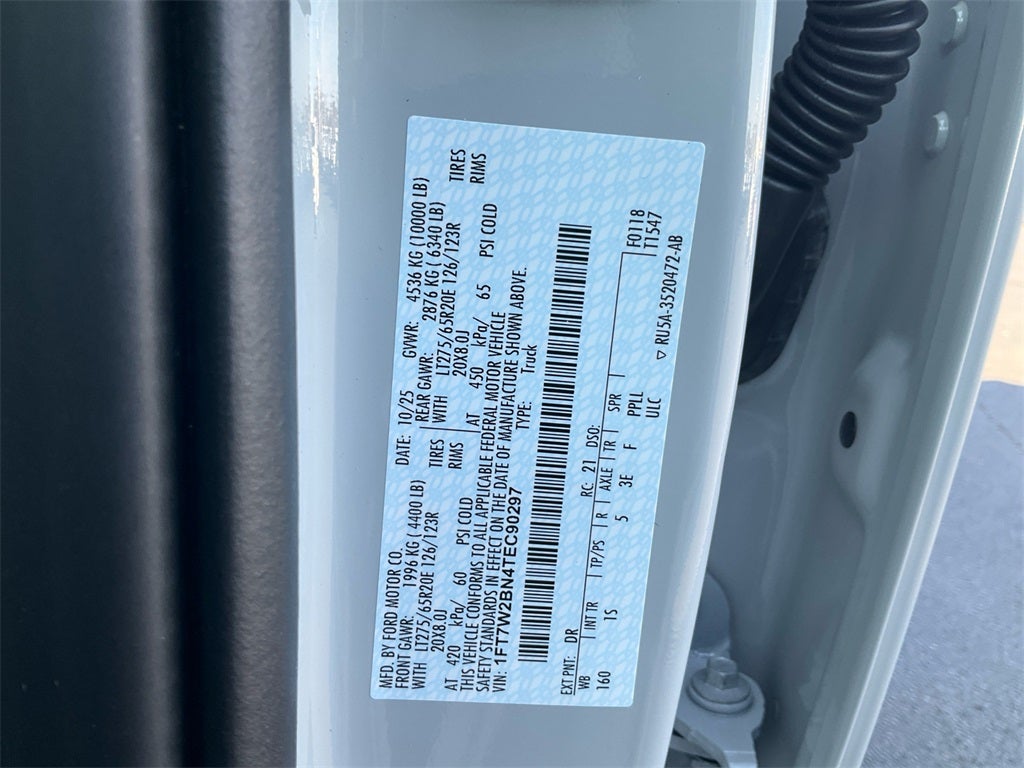 MFD. BY FORD MOTOR CO. DATE: 10/25 GVWR: 4536 KG (10000 LB)
FRONT GAWR: 1996 KG (4400 LB) REAR GAWR: 2876 KG ( 6340 LB)
WITH LT275/65R20E 126/123R TIRES WITH LT275/65R20E 126/123R TIRES
20X8.0J RIMS 20X8.0J RIMS
AT 420 kPa/ 60 PSI COLD AT 450 kPa/ 65 PSI COLD
THIS VEHICLE CONFORMS TO ALL APPLICABLE FEDERAL MOTOR VEHICLE
SAFETY STANDARDS IN EFFECT ON THE DATE OF MANUFACTURE SHOWN ABOVE.
VIN: 1FT7W2BN4TEC90297 TYPE: Truck
EXT PNT: DR RC: 21 DSO: F0118
WB INTR TP/PS R AXLE TR SPR T1547
160 1S 5 3E F PPLL
ULC
▽ RU5A-3520472-AB